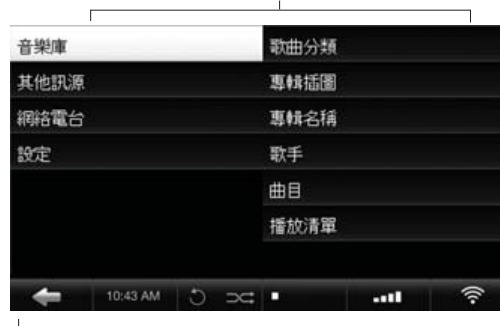 音樂庫
其他訊源
網絡電台
設定
歌曲分類
專輯插圖
專輯名稱
歌手
曲目
播放清單
10:43 AM